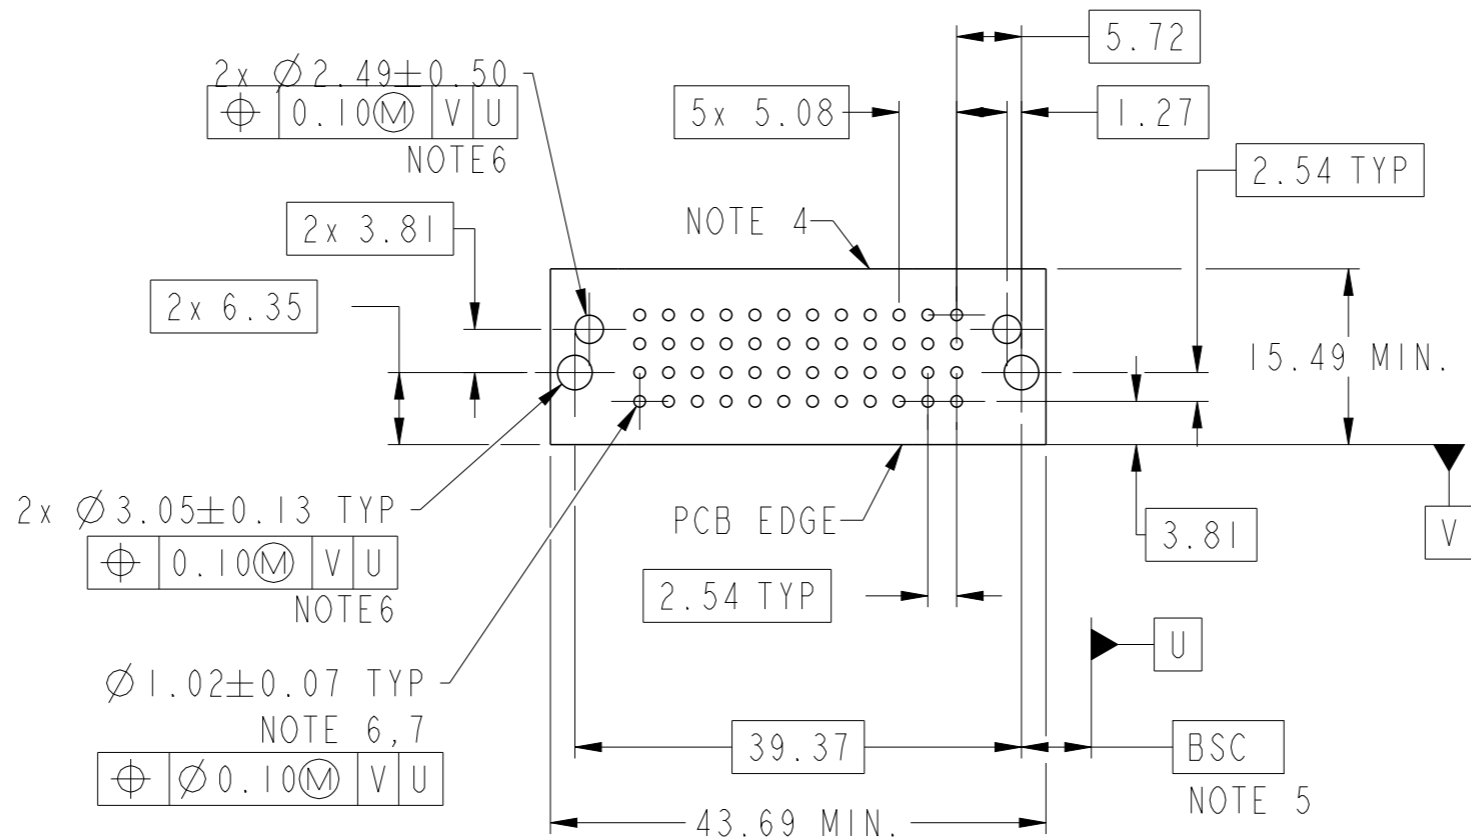 5.72
2x ∅2.49±0.50
⌖ 0.10Ⓜ V U
NOTE6
5x 5.08
1.27
2.54 TYP
2x 3.81
NOTE 4
2x 6.35
15.49 MIN.
2x ∅3.05±0.13 TYP
⌖ 0.10Ⓜ V U
NOTE6
PCB EDGE
3.81
V
2.54 TYP
U
∅1.02±0.07 TYP
NOTE 6,7
⌖ ∅0.10Ⓜ V U
39.37
BSC
NOTE 5
43.69 MIN.